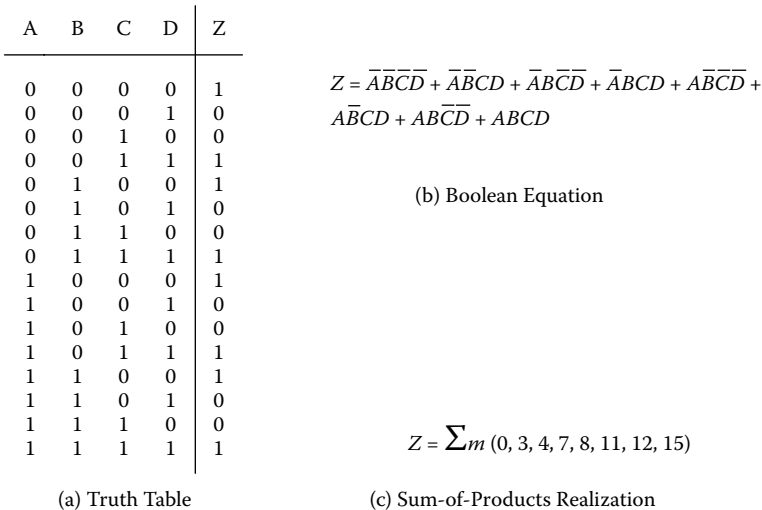 A B C D Z
0 0 0 0 1
0 0 0 1 0
0 0 1 0 0
0 0 1 1 1
0 1 0 0 1
0 1 0 1 0
0 1 1 0 0
0 1 1 1 1
1 0 0 0 1
1 0 0 1 0
1 0 1 0 0
1 0 1 1 1
1 1 0 0 1
1 1 0 1 0
1 1 1 0 0
1 1 1 1 1
(a) Truth Table
Z = A̅B̅C̅D̅ + A̅B̅CD + A̅BC̅D̅ + A̅BCD + AB̅C̅D̅ +
AB̅CD + ABC̅D̅ + ABCD
(b) Boolean Equation
Z = ∑m (0, 3, 4, 7, 8, 11, 12, 15)
(c) Sum-of-Products Realization